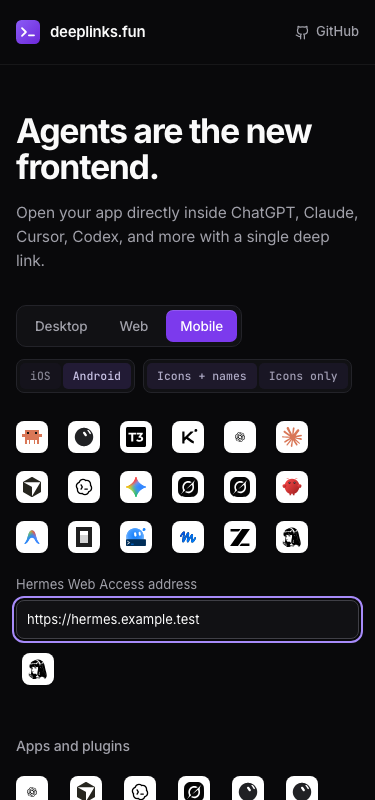 deeplinks.fun
GitHub
Agents are the new
frontend.
Open your app directly inside ChatGPT, Claude,
Cursor, Codex, and more with a single deep
link.
Desktop Web Mobile
iOS Android Icons + names Icons only
T3 K
Hermes Web Access address
https://hermes.example.test
Apps and plugins